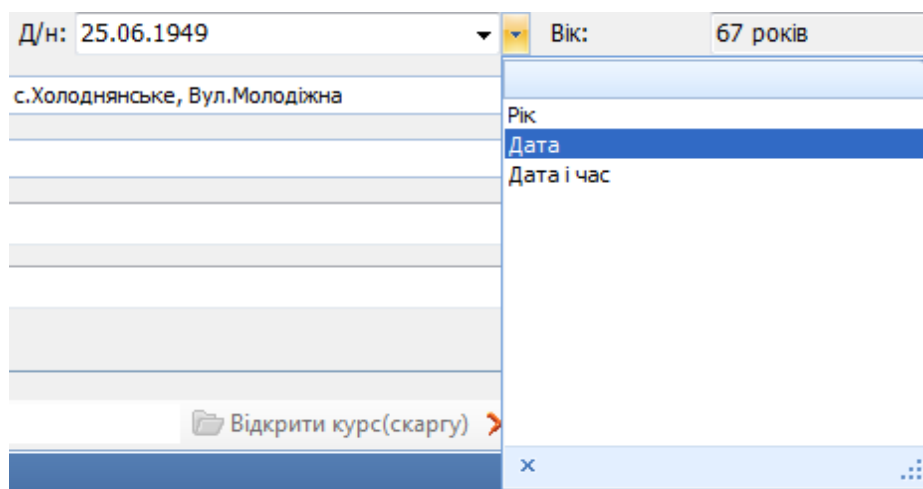 Д/н: 25.06.1949 Вік: 67 років
с.Холоднянське, Вул.Молодіжна
Рік
Дата
Дата і час
Відкрити курс(скаргу)